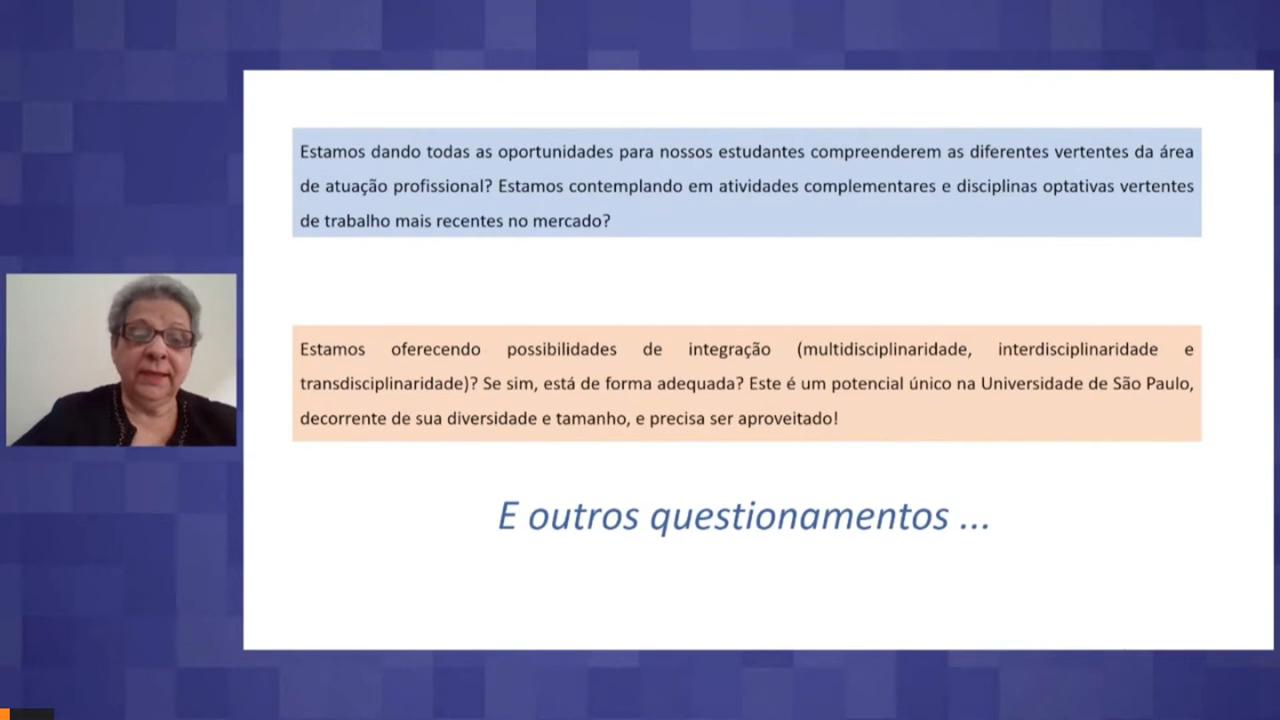 Estamos dando todas as oportunidades para nossos estudantes compreenderem as diferentes vertentes da área
de atuação profissional? Estamos contemplando em atividades complementares e disciplinas optativas vertentes
de trabalho mais recentes no mercado?
Estamos oferecendo possibilidades de integração (multidisciplinaridade, interdisciplinaridade e
transdisciplinaridade)? Se sim, está de forma adequada? Este é um potencial único na Universidade de São Paulo,
decorrente de sua diversidade e tamanho, e precisa ser aproveitado!
E outros questionamentos ...